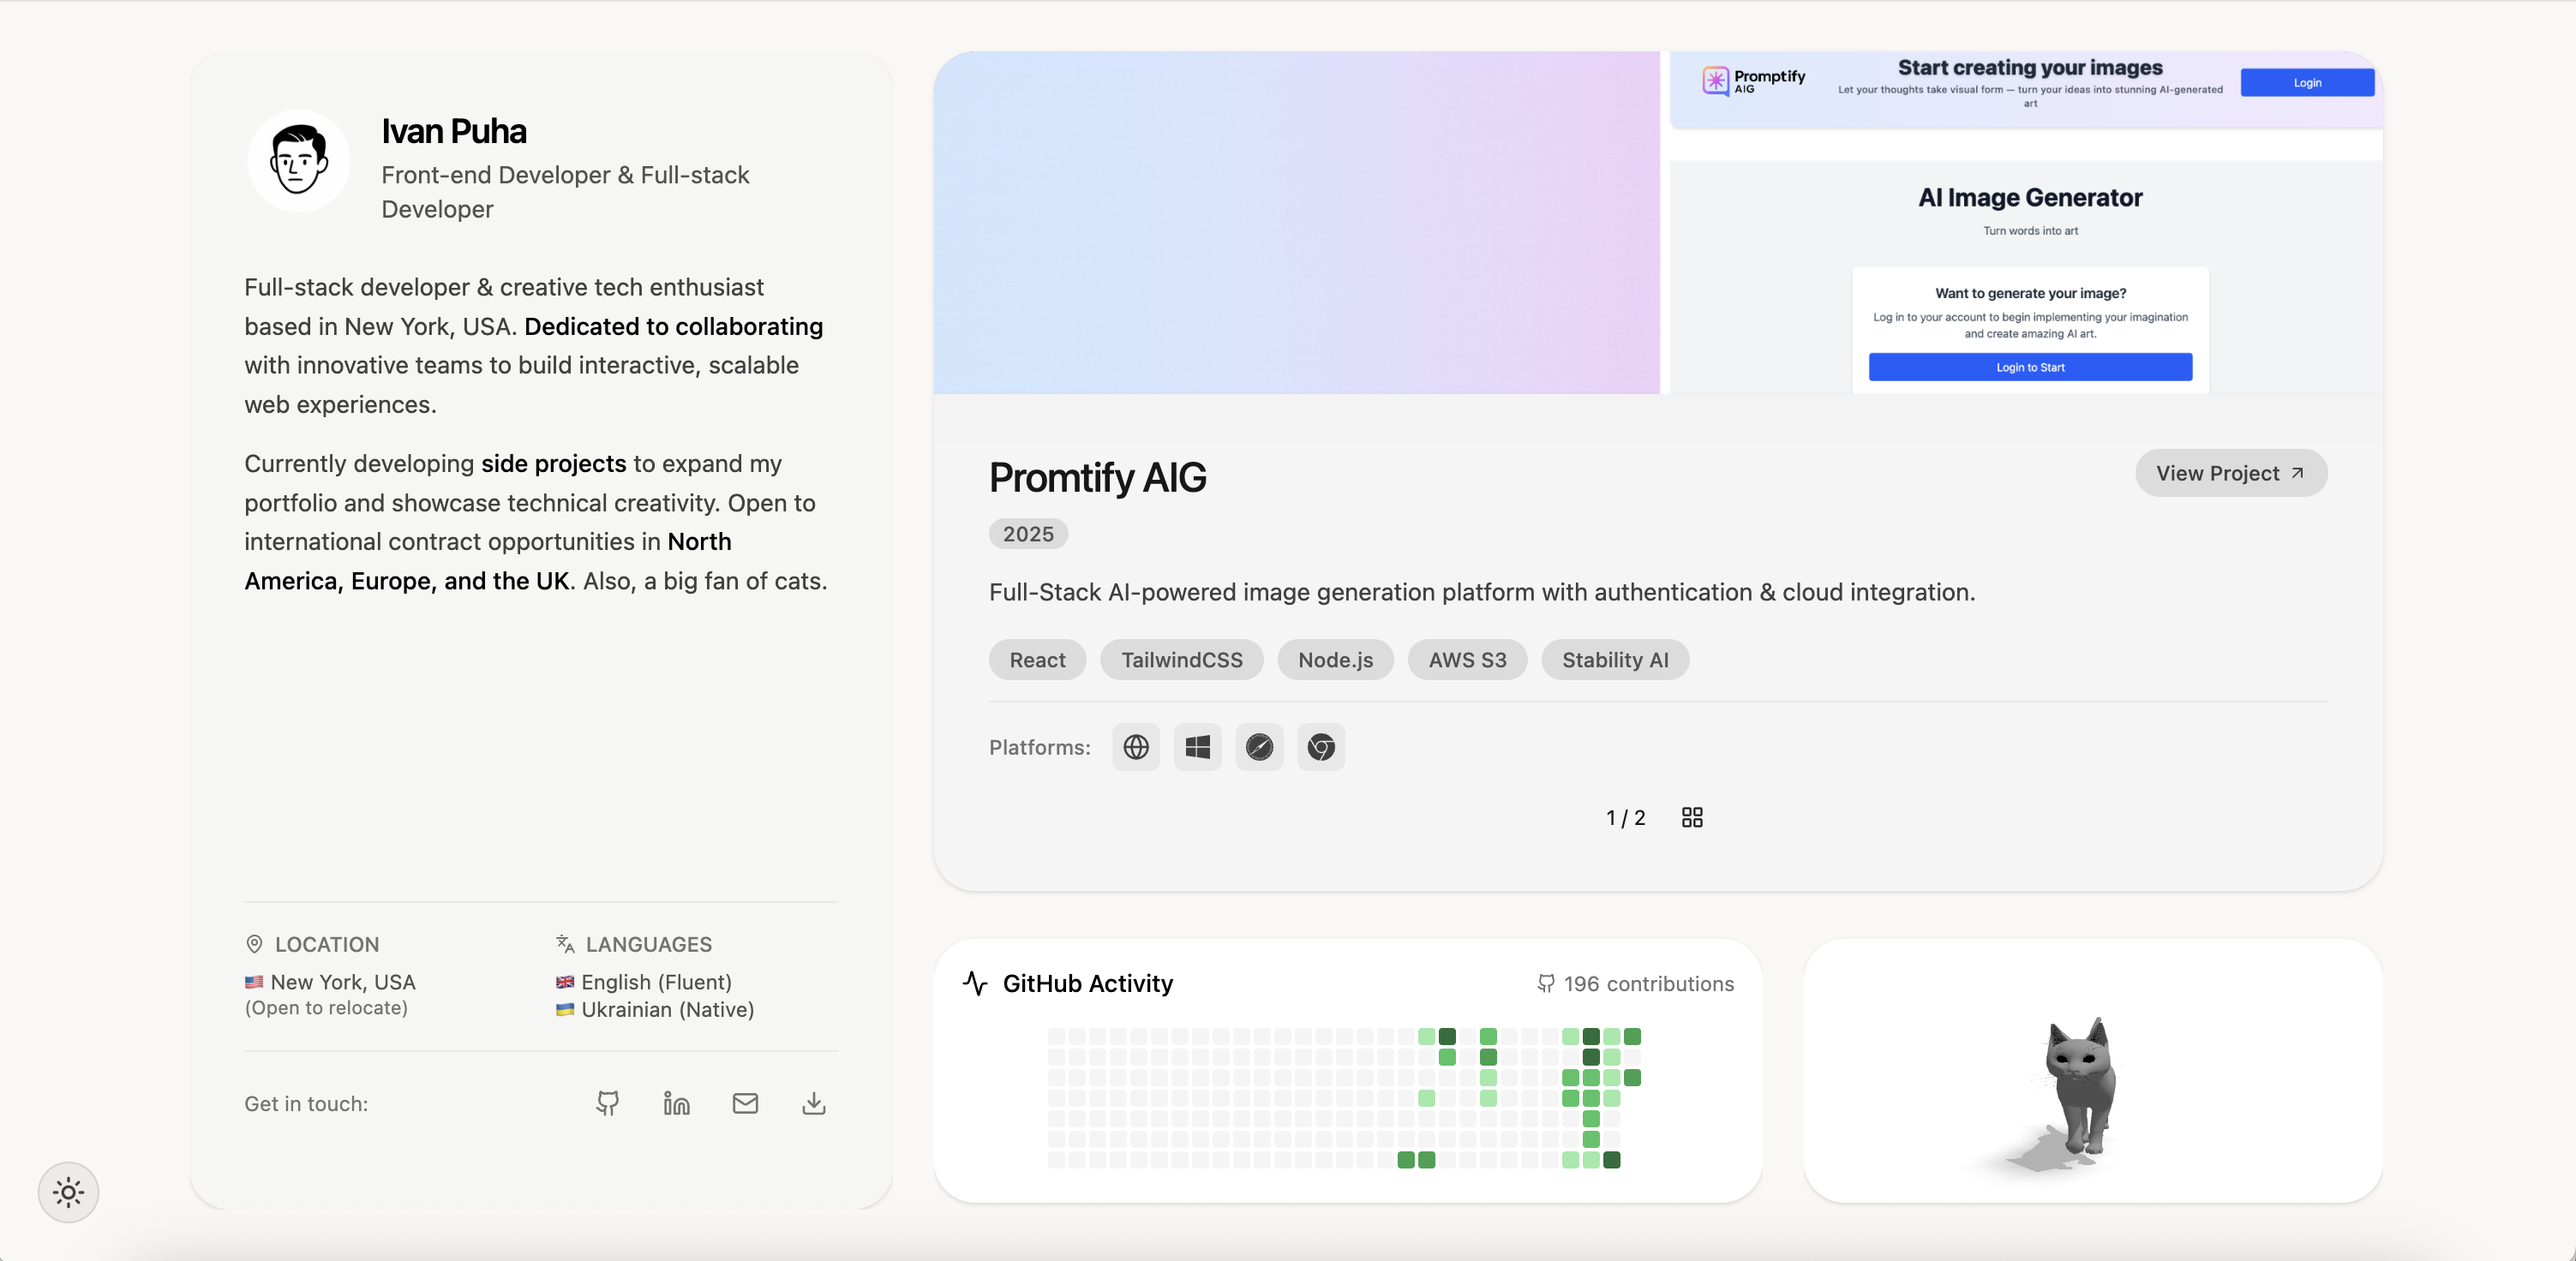 Ivan Puha
Front-end Developer & Full-stack
Developer
Full-stack developer & creative tech enthusiast
based in New York, USA. Dedicated to collaborating
with innovative teams to build interactive, scalable
web experiences.
Currently developing side projects to expand my
portfolio and showcase technical creativity. Open to
international contract opportunities in North
America, Europe, and the UK. Also, a big fan of cats.
LOCATION
🇺🇸 New York, USA
(Open to relocate)
LANGUAGES
🇬🇧 English (Fluent)
🇺🇦 Ukrainian (Native)
Get in touch:
Promptify
AIG
Start creating your images
Let your thoughts take visual form — turn your ideas into stunning AI-generated
art
Login
AI Image Generator
Turn words into art
Want to generate your image?
Log in to your account to begin implementing your imagination
and create amazing AI art.
Login to Start
Promtify AIG
View Project
2025
Full-Stack AI-powered image generation platform with authentication & cloud integration.
React
TailwindCSS
Node.js
AWS S3
Stability AI
Platforms:
1 / 2
GitHub Activity
196 contributions